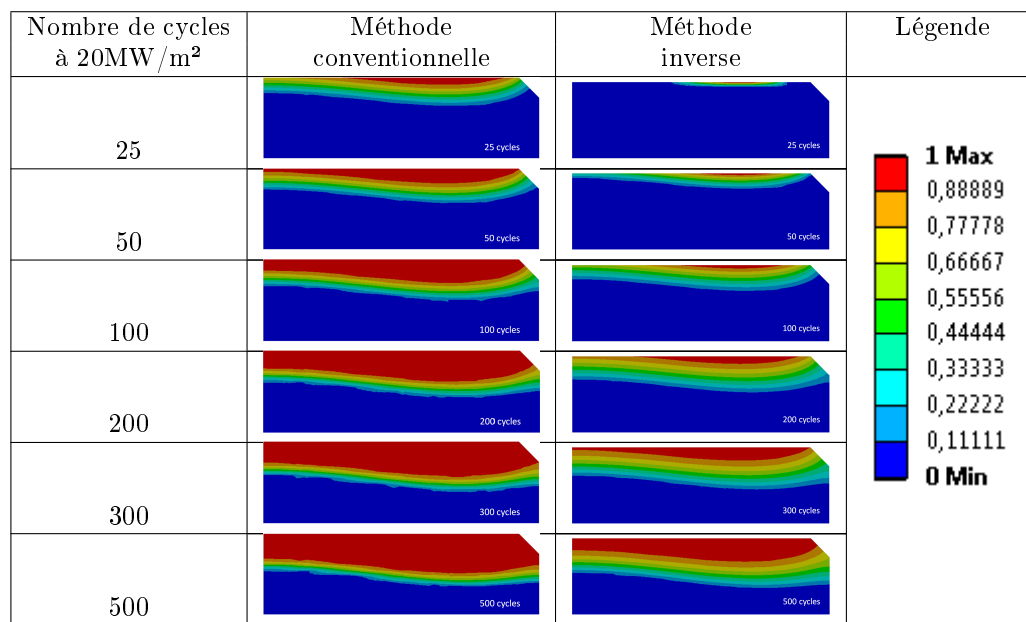 Nombre de cycles
à 20MW/m²
Méthode
conventionnelle
Méthode
inverse
Légende
25
25 cycles
25 cycles
50
50 cycles
50 cycles
100
100 cycles
100 cycles
200
200 cycles
200 cycles
300
300 cycles
300 cycles
500
500 cycles
500 cycles
1 Max
0,88889
0,77778
0,66667
0,55556
0,44444
0,33333
0,22222
0,11111
0 Min